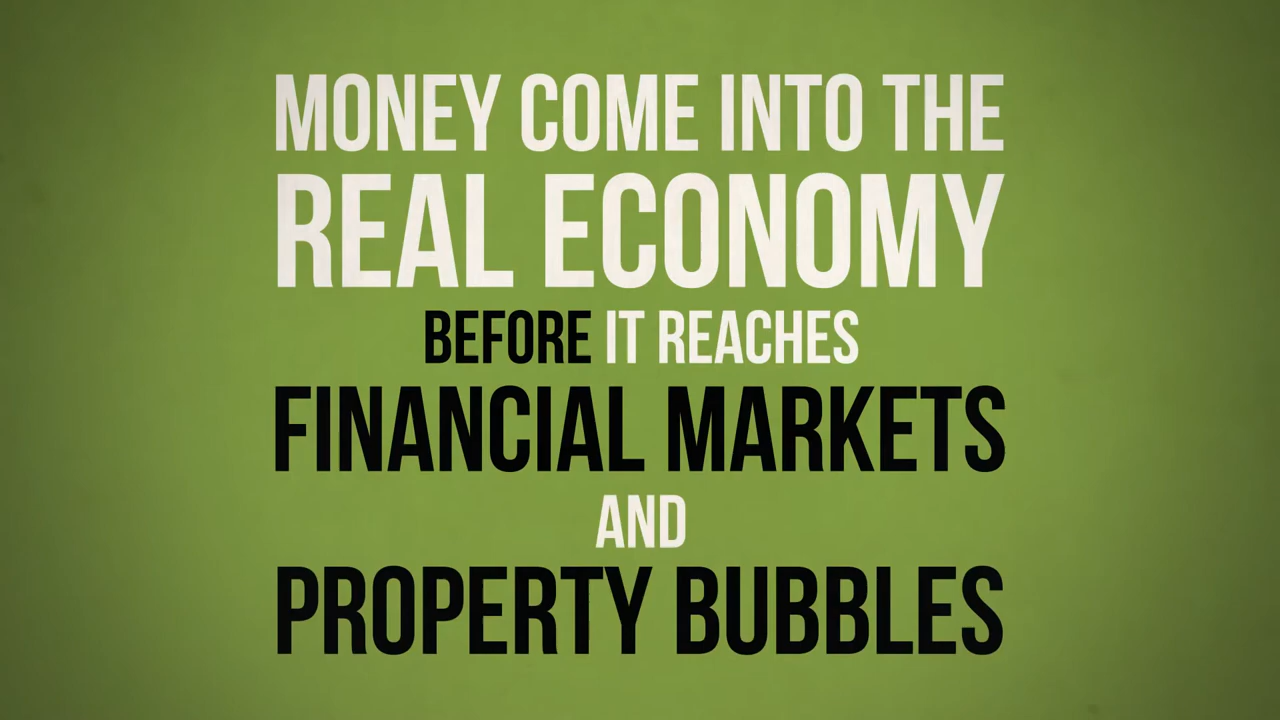 MONEY COME INTO THE
REAL ECONOMY
BEFORE IT REACHES
FINANCIAL MARKETS
AND
PROPERTY BUBBLES